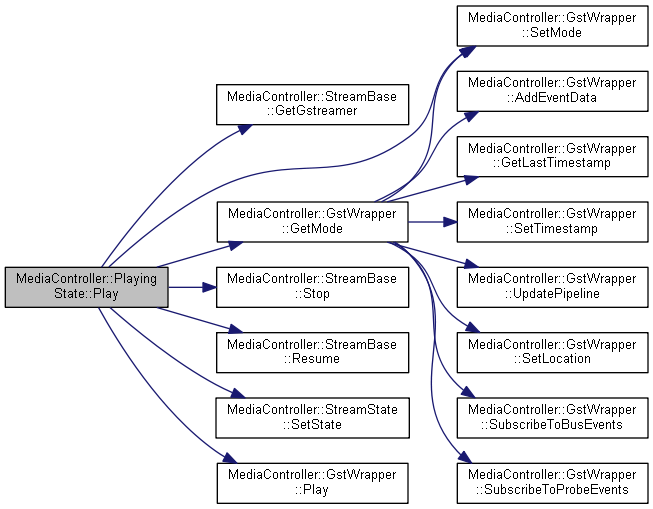 MediaController::Playing
State::Play
MediaController::StreamBase
::GetGstreamer
MediaController::GstWrapper
::GetMode
MediaController::StreamBase
::Stop
MediaController::StreamBase
::Resume
MediaController::StreamState
::SetState
MediaController::GstWrapper
::Play
MediaController::GstWrapper
::SetMode
MediaController::GstWrapper
::AddEventData
MediaController::GstWrapper
::GetLastTimestamp
MediaController::GstWrapper
::SetTimestamp
MediaController::GstWrapper
::UpdatePipeline
MediaController::GstWrapper
::SetLocation
MediaController::GstWrapper
::SubscribeToBusEvents
MediaController::GstWrapper
::SubscribeToProbeEvents